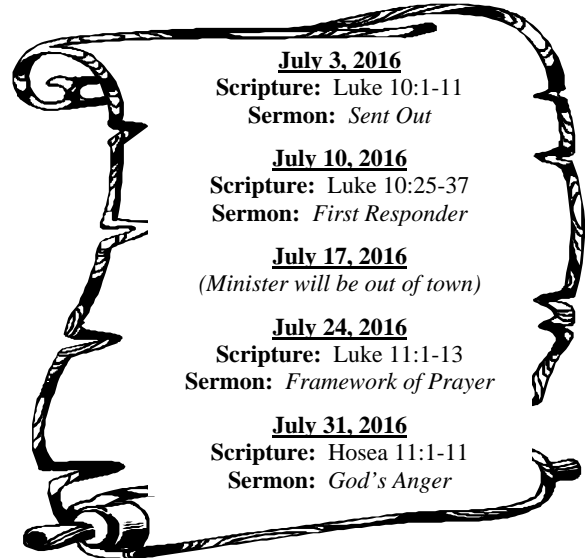 July 3, 2016
Scripture: Luke 10:1-11
Sermon: Sent Out
July 10, 2016
Scripture: Luke 10:25-37
Sermon: First Responder
July 17, 2016
(Minister will be out of town)
July 24, 2016
Scripture: Luke 11:1-13
Sermon: Framework of Prayer
July 31, 2016
Scripture: Hosea 11:1-11
Sermon: God's Anger